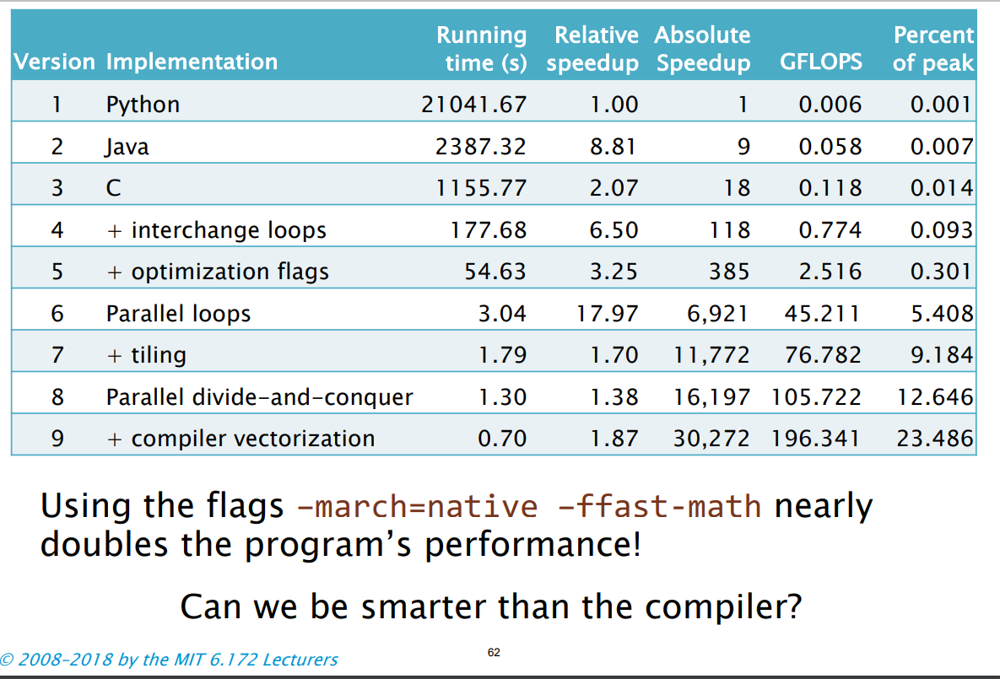 Version Implementation Running time (s) Relative speedup Absolute Speedup GFLOPS Percent of peak
1 Python 21041.67 1.00 1 0.006 0.001
2 Java 2387.32 8.81 9 0.058 0.007
3 C 1155.77 2.07 18 0.118 0.014
4 + interchange loops 177.68 6.50 118 0.774 0.093
5 + optimization flags 54.63 3.25 385 2.516 0.301
6 Parallel loops 3.04 17.97 6,921 45.211 5.408
7 + tiling 1.79 1.70 11,772 76.782 9.184
8 Parallel divide-and-conquer 1.30 1.38 16,197 105.722 12.646
9 + compiler vectorization 0.70 1.87 30,272 196.341 23.486
Using the flags –march=native –ffast-math nearly
doubles the program’s performance!
Can we be smarter than the compiler?
© 2008–2018 by the MIT 6.172 Lecturers
62